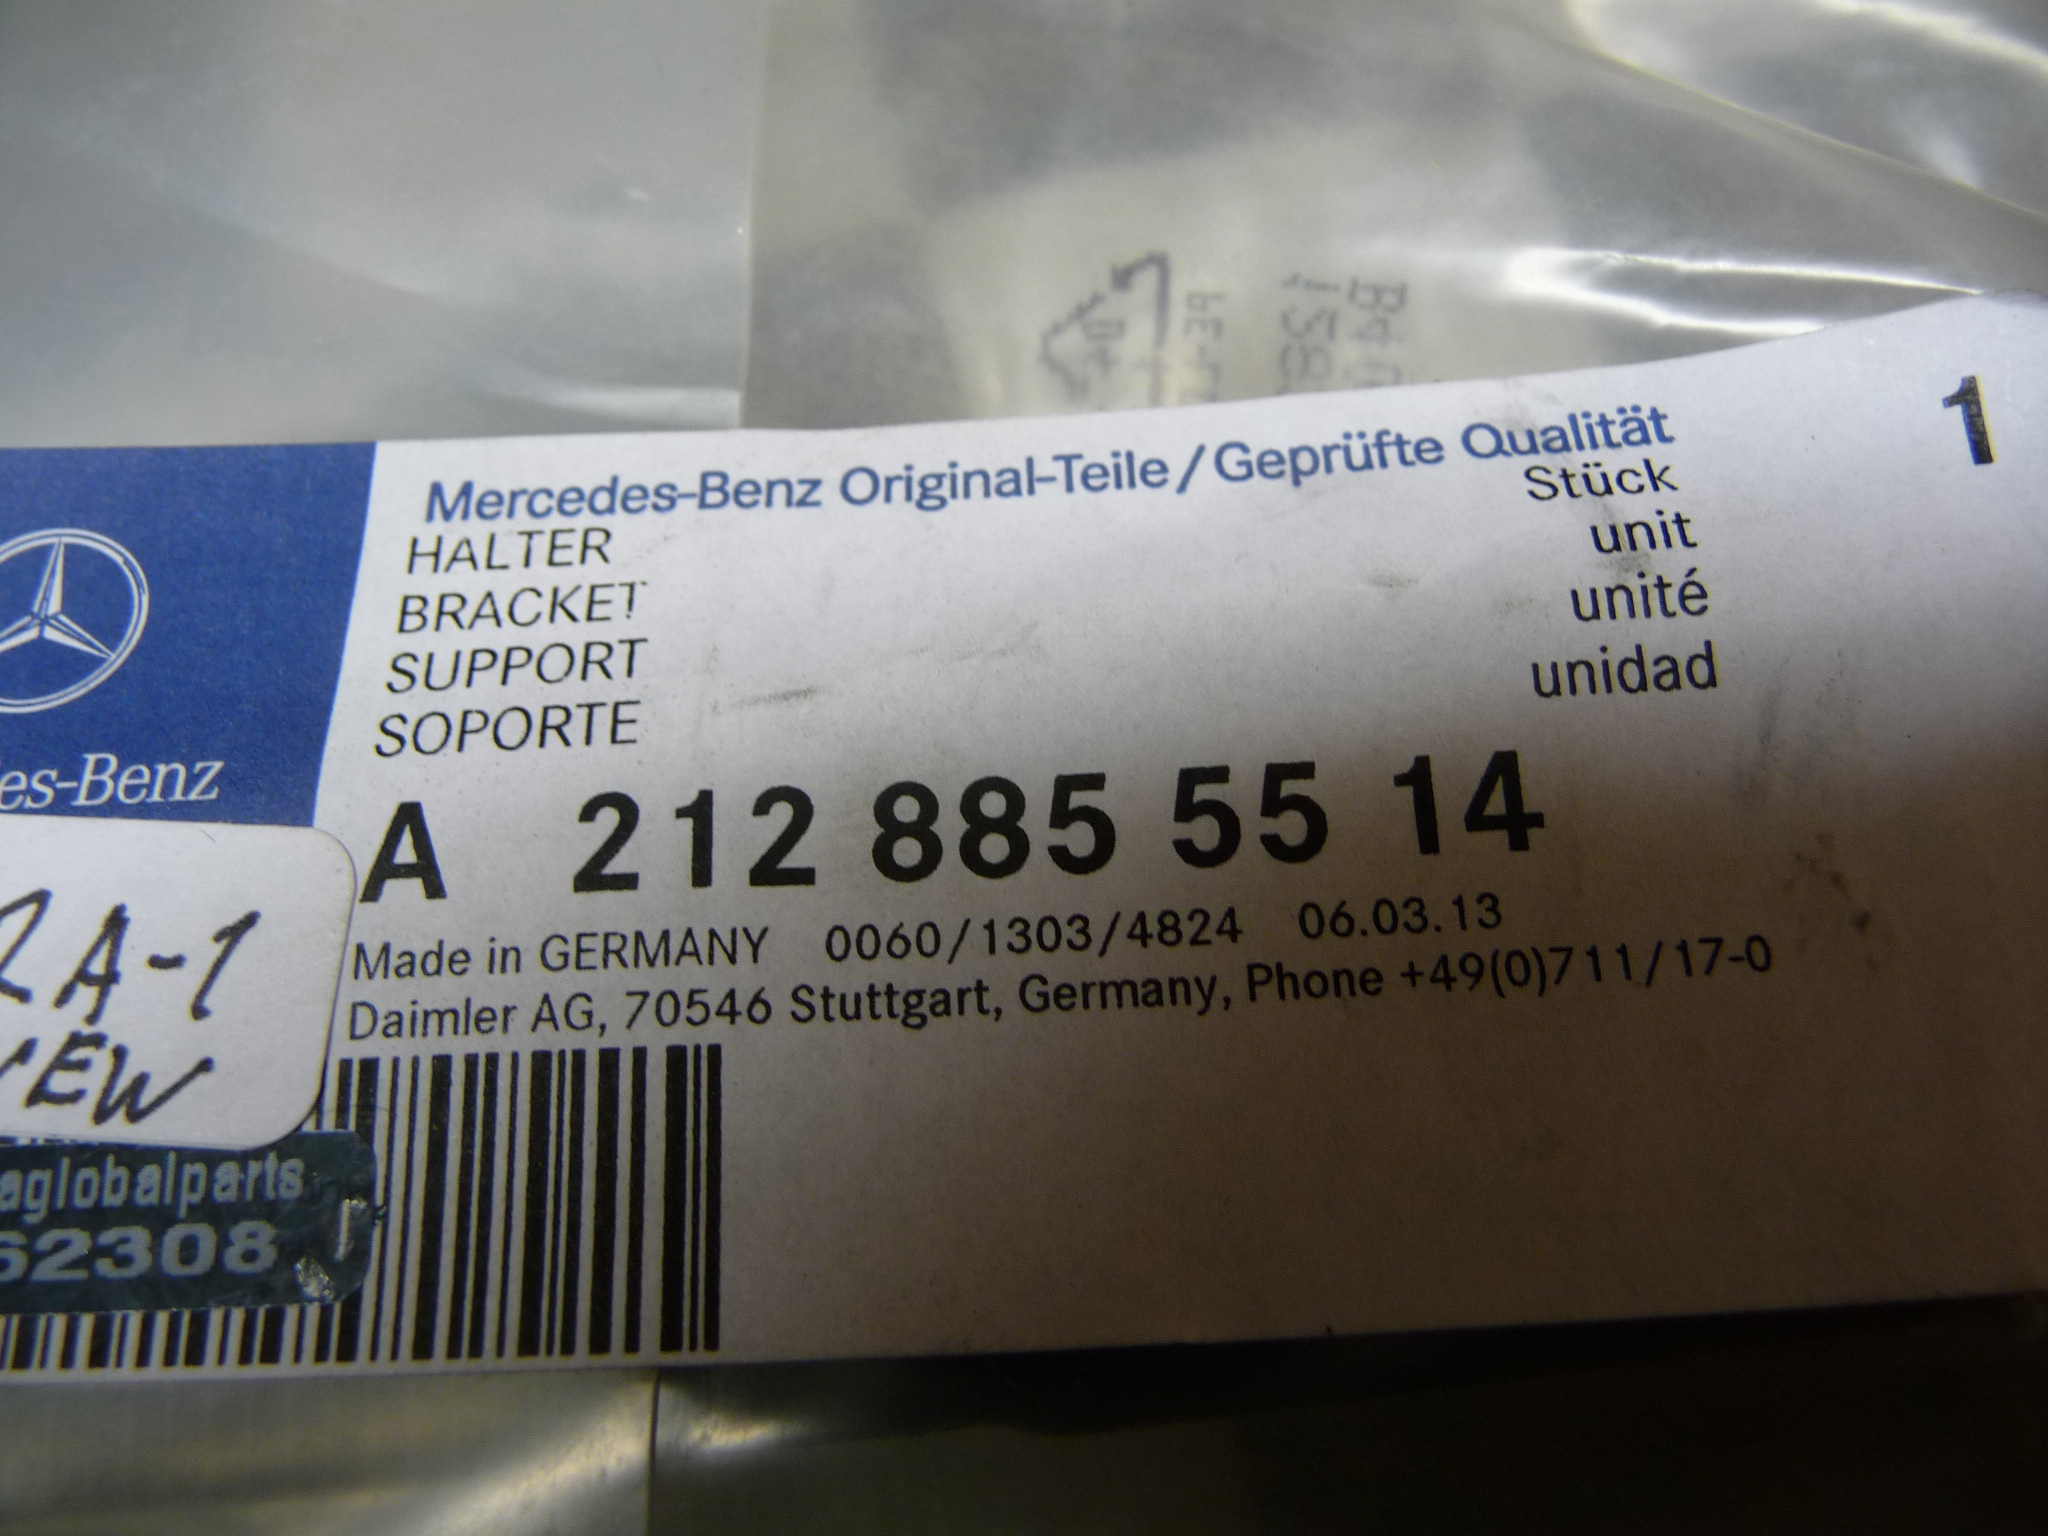 Mercedes-Benz Original-Teile/Geprüfte Qualität
1
HALTER
Stück
BRACKET
unit
SUPPORT
unité
SOPORTE
unidad
es-Benz
A 212 885 55 14
Made in GERMANY 0060/1303/4824 06.03.13
Daimler AG, 70546 Stuttgart, Germany, Phone +49(0)711/17-0
RA-1
aglobalparts
62308